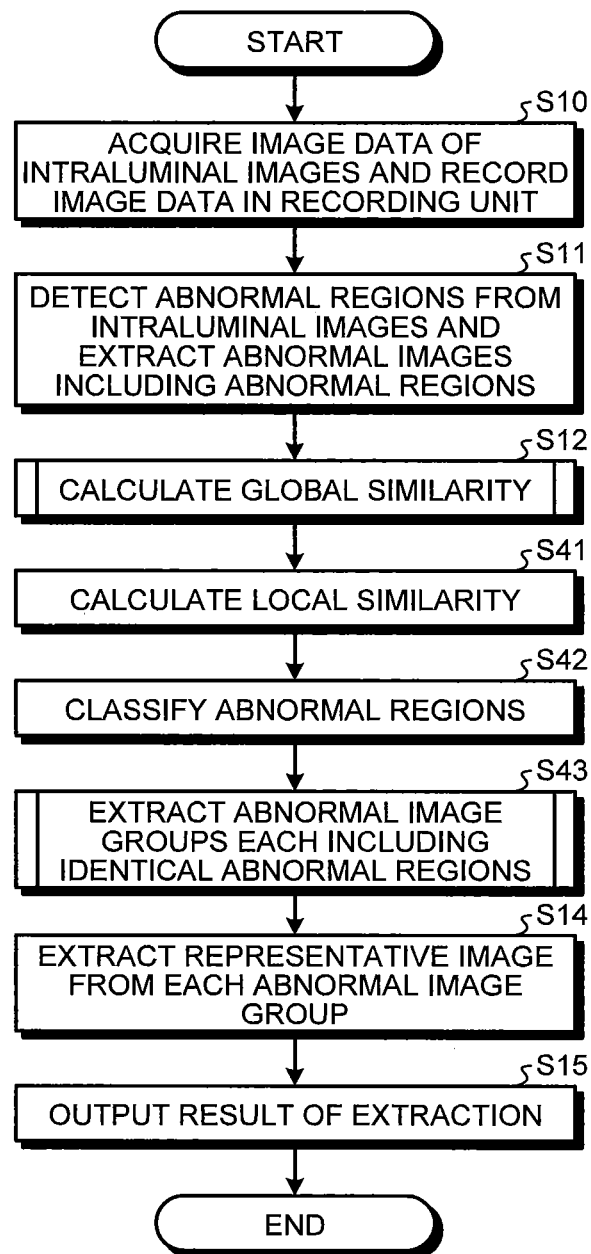 START
S10
ACQUIRE IMAGE DATA OF
INTRALUMINAL IMAGES AND RECORD
IMAGE DATA IN RECORDING UNIT
S11
DETECT ABNORMAL REGIONS FROM
INTRALUMINAL IMAGES AND
EXTRACT ABNORMAL IMAGES
INCLUDING ABNORMAL REGIONS
S12
CALCULATE GLOBAL SIMILARITY
S41
CALCULATE LOCAL SIMILARITY
S42
CLASSIFY ABNORMAL REGIONS
S43
EXTRACT ABNORMAL IMAGE
GROUPS EACH INCLUDING
IDENTICAL ABNORMAL REGIONS
S14
EXTRACT REPRESENTATIVE IMAGE
FROM EACH ABNORMAL IMAGE
GROUP
S15
OUTPUT RESULT OF EXTRACTION
END